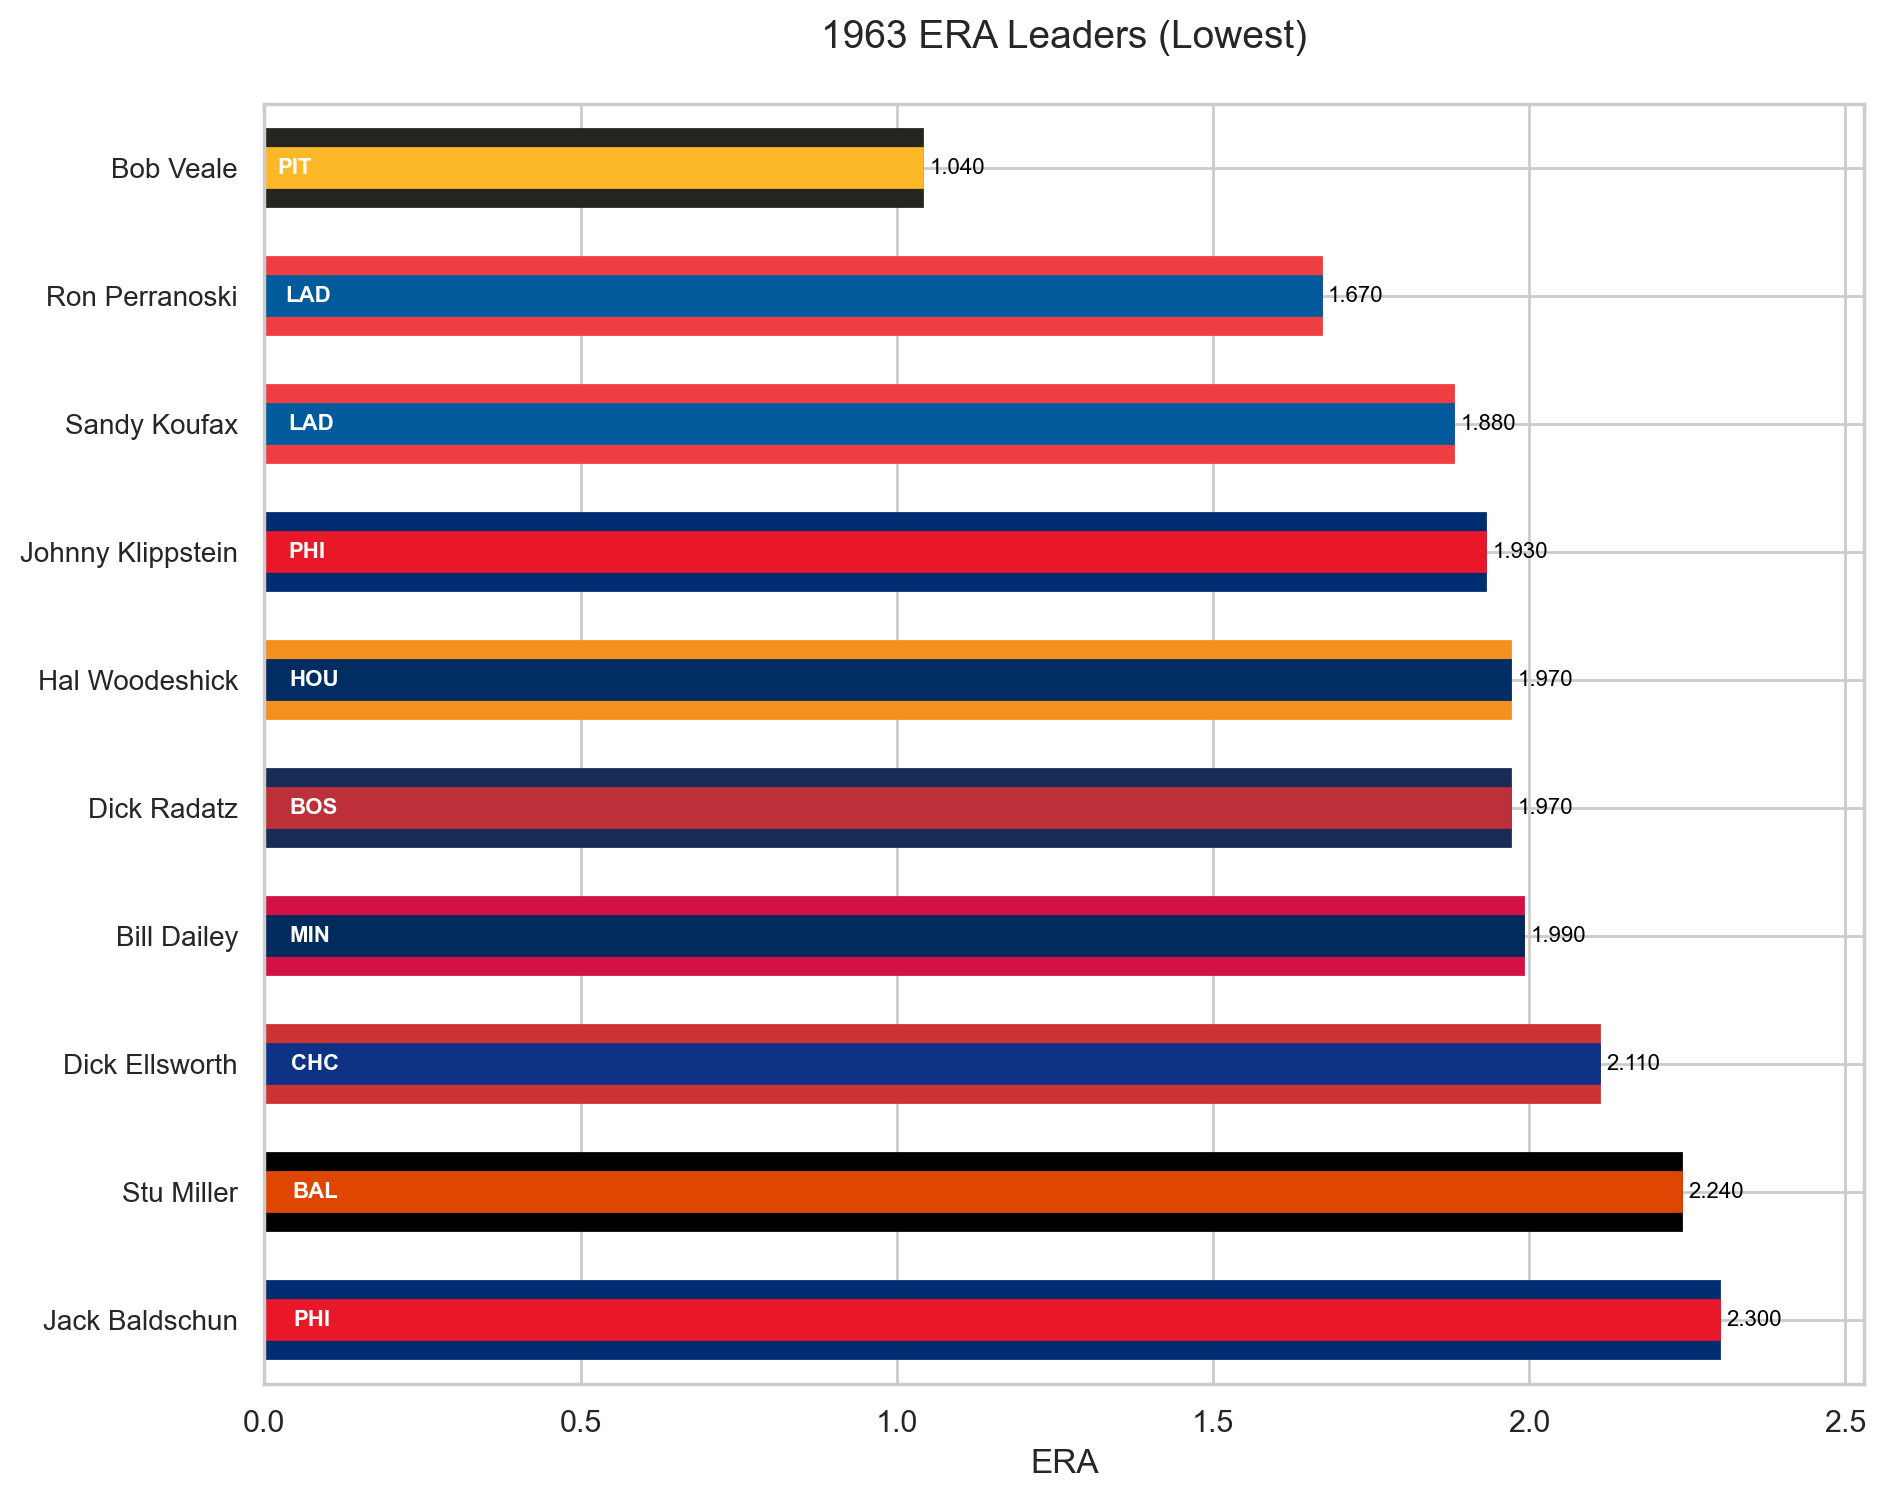 1963 ERA Leaders (Lowest)
Bob Veale PIT 1.040
Ron Perranoski LAD 1.670
Sandy Koufax LAD 1.880
Johnny Klippstein PHI 1.930
Hal Woodeshick HOU 1.970
Dick Radatz BOS 1.970
Bill Dailey MIN 1.990
Dick Ellsworth CHC 2.110
Stu Miller BAL 2.240
Jack Baldschun PHI 2.300
0.0 0.5 1.0 1.5 2.0 2.5
ERA